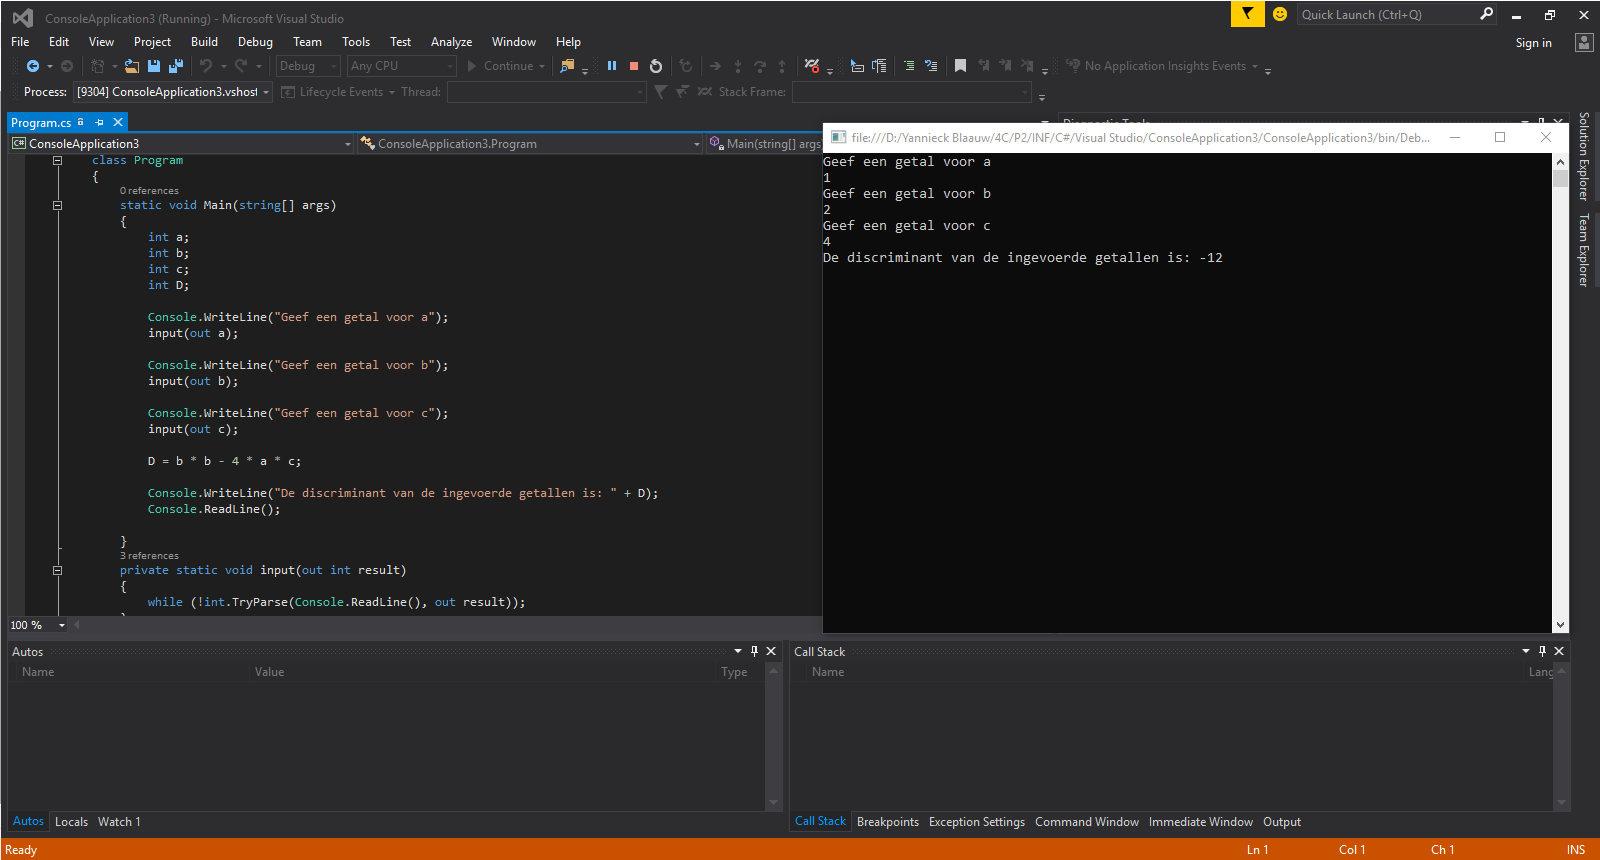 ConsoleApplication3 (Running) - Microsoft Visual Studio
Quick Launch (Ctrl+Q)
File Edit View Project Build Debug Team Tools Test Analyze Window Help
Sign in
Debug Any CPU Continue No Application Insights Events
Process: [9304] ConsoleApplication3.vshost Lifecycle Events Thread: Stack Frame:
Program.cs
C# ConsoleApplication3 ConsoleApplication3.Program Main(string[] args
class Program
{
0 references
static void Main(string[] args)
{
int a;
int b;
int c;
int D;
Console.WriteLine("Geef een getal voor a");
input(out a);
Console.WriteLine("Geef een getal voor b");
input(out b);
Console.WriteLine("Geef een getal voor c");
input(out c);
D = b * b - 4 * a * c;
Console.WriteLine("De discriminant van de ingevoerde getallen is: " + D);
Console.ReadLine();
}
3 references
private static void input(out int result)
{
while (!int.TryParse(Console.ReadLine(), out result));
100 %
Diagnostic Tools
file:///D:/Yannieck Blaauw/4C/P2/INF/C#/Visual Studio/ConsoleApplication3/ConsoleApplication3/bin/Deb...
Geef een getal voor a
1
Geef een getal voor b
2
Geef een getal voor c
4
De discriminant van de ingevoerde getallen is: -12
Solution Explorer
Team Explorer
Autos
Name Value Type
Autos Locals Watch 1
Call Stack
Name Lang
Call Stack Breakpoints Exception Settings Command Window Immediate Window Output
Ready Ln 1 Col 1 Ch 1 INS